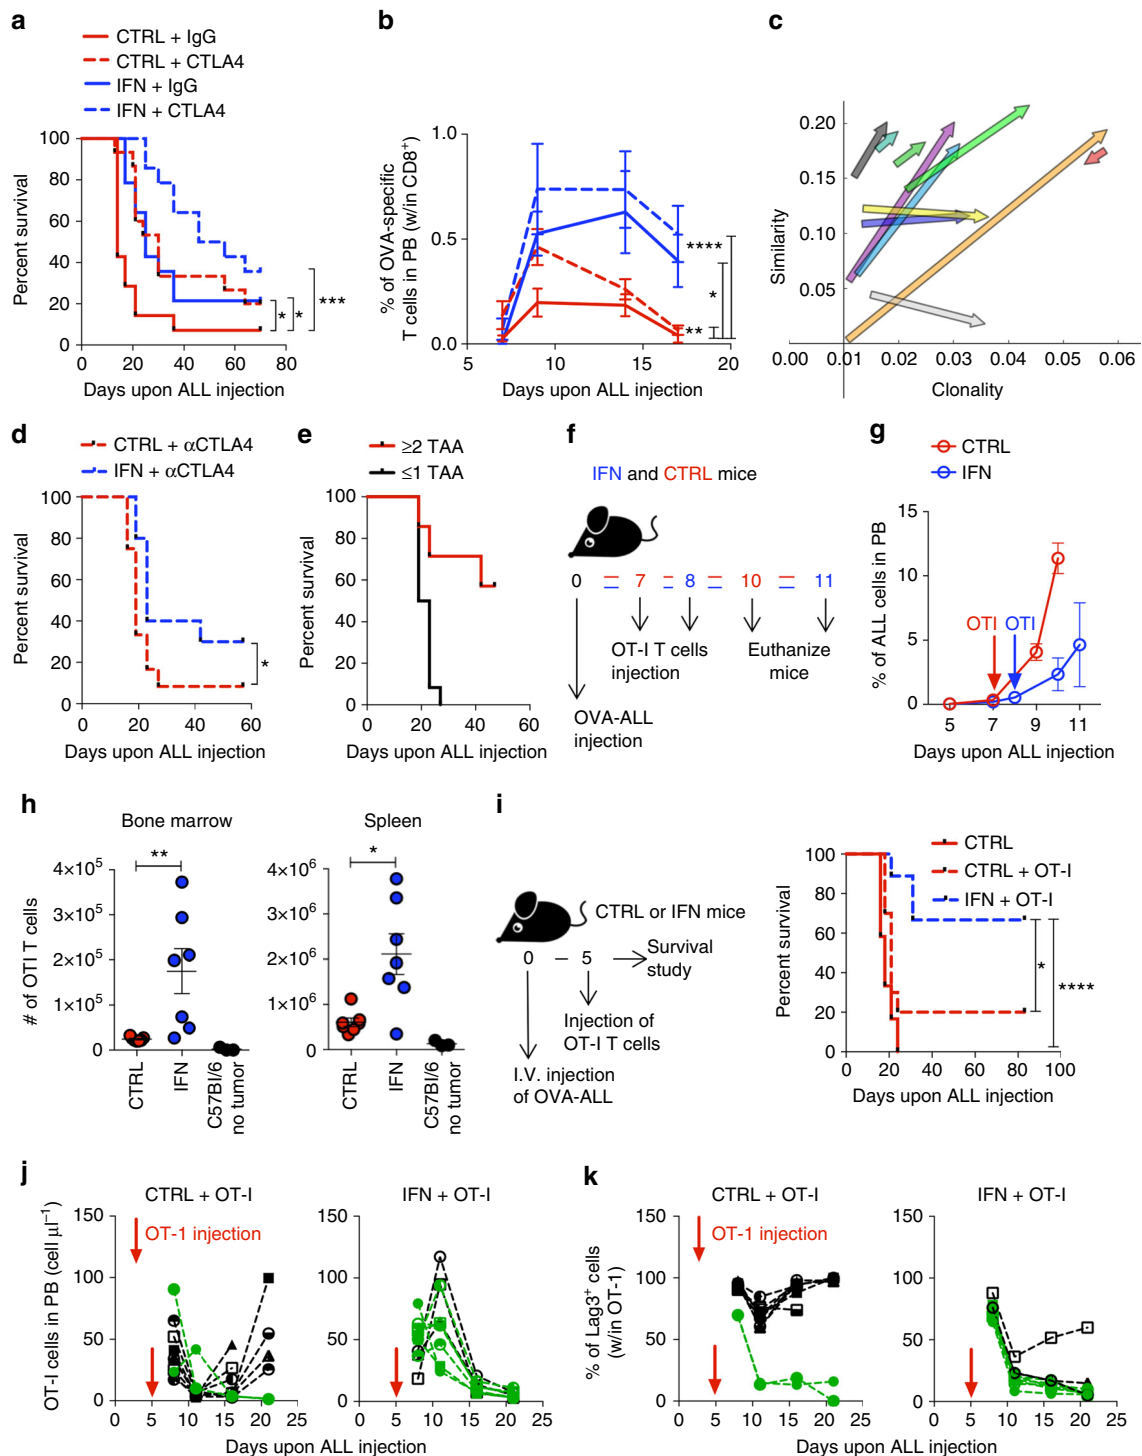 a
CTRL + IgG
CTRL + CTLA4
IFN + IgG
IFN + CTLA4
Percent survival
100
80
60
40
20
0
0 20 40 60 80
Days upon ALL injection
* * ***
b
% of OVA-specific
T cells in PB (w/in CD8⁺)
1.0
0.5
0.0
5 10 15 20
Days upon ALL injection
****
*
**
c
Similarity
0.20
0.15
0.10
0.05
0.00 0.01 0.02 0.03 0.04 0.05 0.06
Clonality
d
CTRL + αCTLA4
IFN + αCTLA4
Percent survival
100
80
60
40
20
0
0 20 40 60
Days upon ALL injection
*
e
≥2 TAA
≤1 TAA
Percent survival
100
80
60
40
20
0
0 20 40 60
Days upon ALL injection
f
IFN and CTRL mice
0 7 8 10 11
OT-I T cells
injection
Euthanize
mice
OVA-ALL
injection
g
CTRL
IFN
% of ALL cells in PB
15
10
5
0
OTI OTI
5 7 9 11
Days upon ALL injection
h
Bone marrow
# of OTI T cells
4×10⁵
3×10⁵
2×10⁵
1×10⁵
0
**
CTRL
IFN
C57Bl/6
no tumor
Spleen
4×10⁶
3×10⁶
2×10⁶
1×10⁶
0
*
CTRL
IFN
C57Bl/6
no tumor
i
CTRL or IFN mice
0 – 5
Survival
study
Injection of
OT-I T cells
I.V. injection
of OVA-ALL
CTRL
CTRL + OT-I
IFN + OT-I
Percent survival
100
80
60
40
20
0
0 20 40 60 80 100
Days upon ALL injection
* ****
j
CTRL + OT-I
IFN + OT-I
OT-I cells in PB (cell μl⁻¹)
OT-1 injection
150
100
50
0
0 5 10 15 20 25
150
100
50
0
0 5 10 15 20 25
Days upon ALL injection
k
CTRL + OT-I
IFN + OT-I
% of Lag3⁺ cells
(w/in OT-1)
OT-1 injection
150
100
50
0
0 5 10 15 20 25
150
100
50
0
0 5 10 15 20 25
Days upon ALL injection